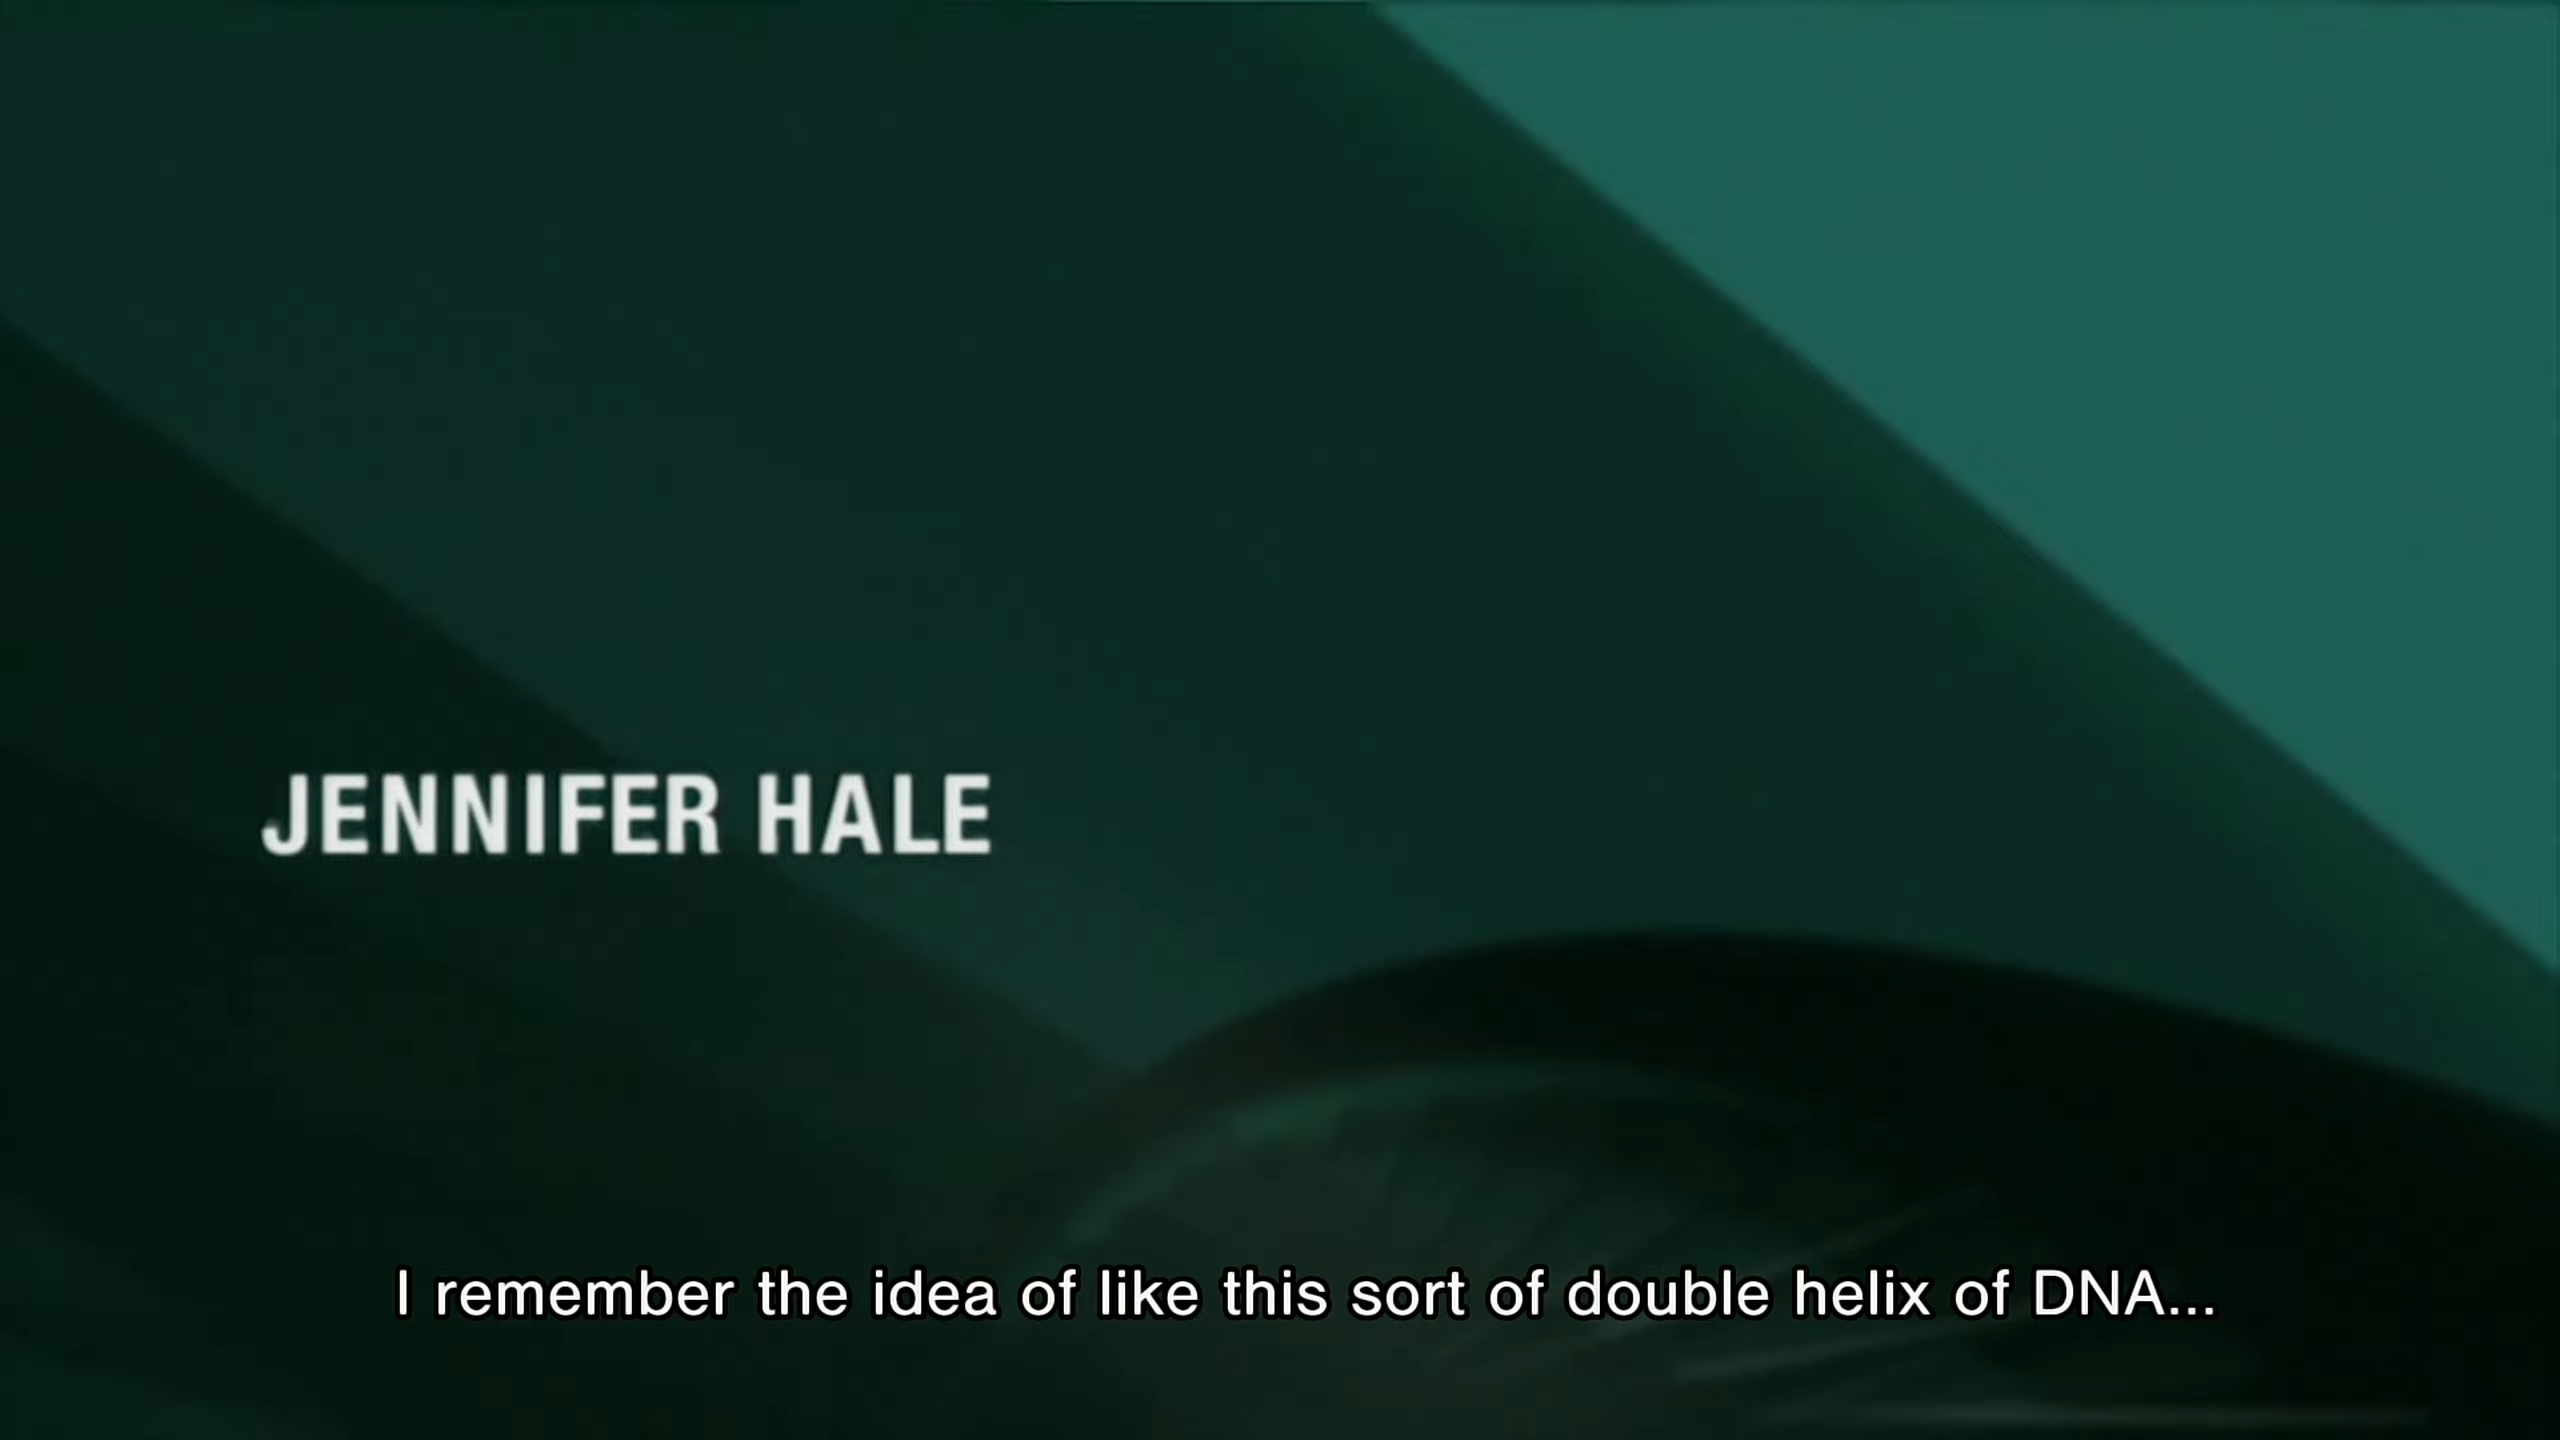 JENNIFER HALE
I remember the idea of like this sort of double helix of DNA...